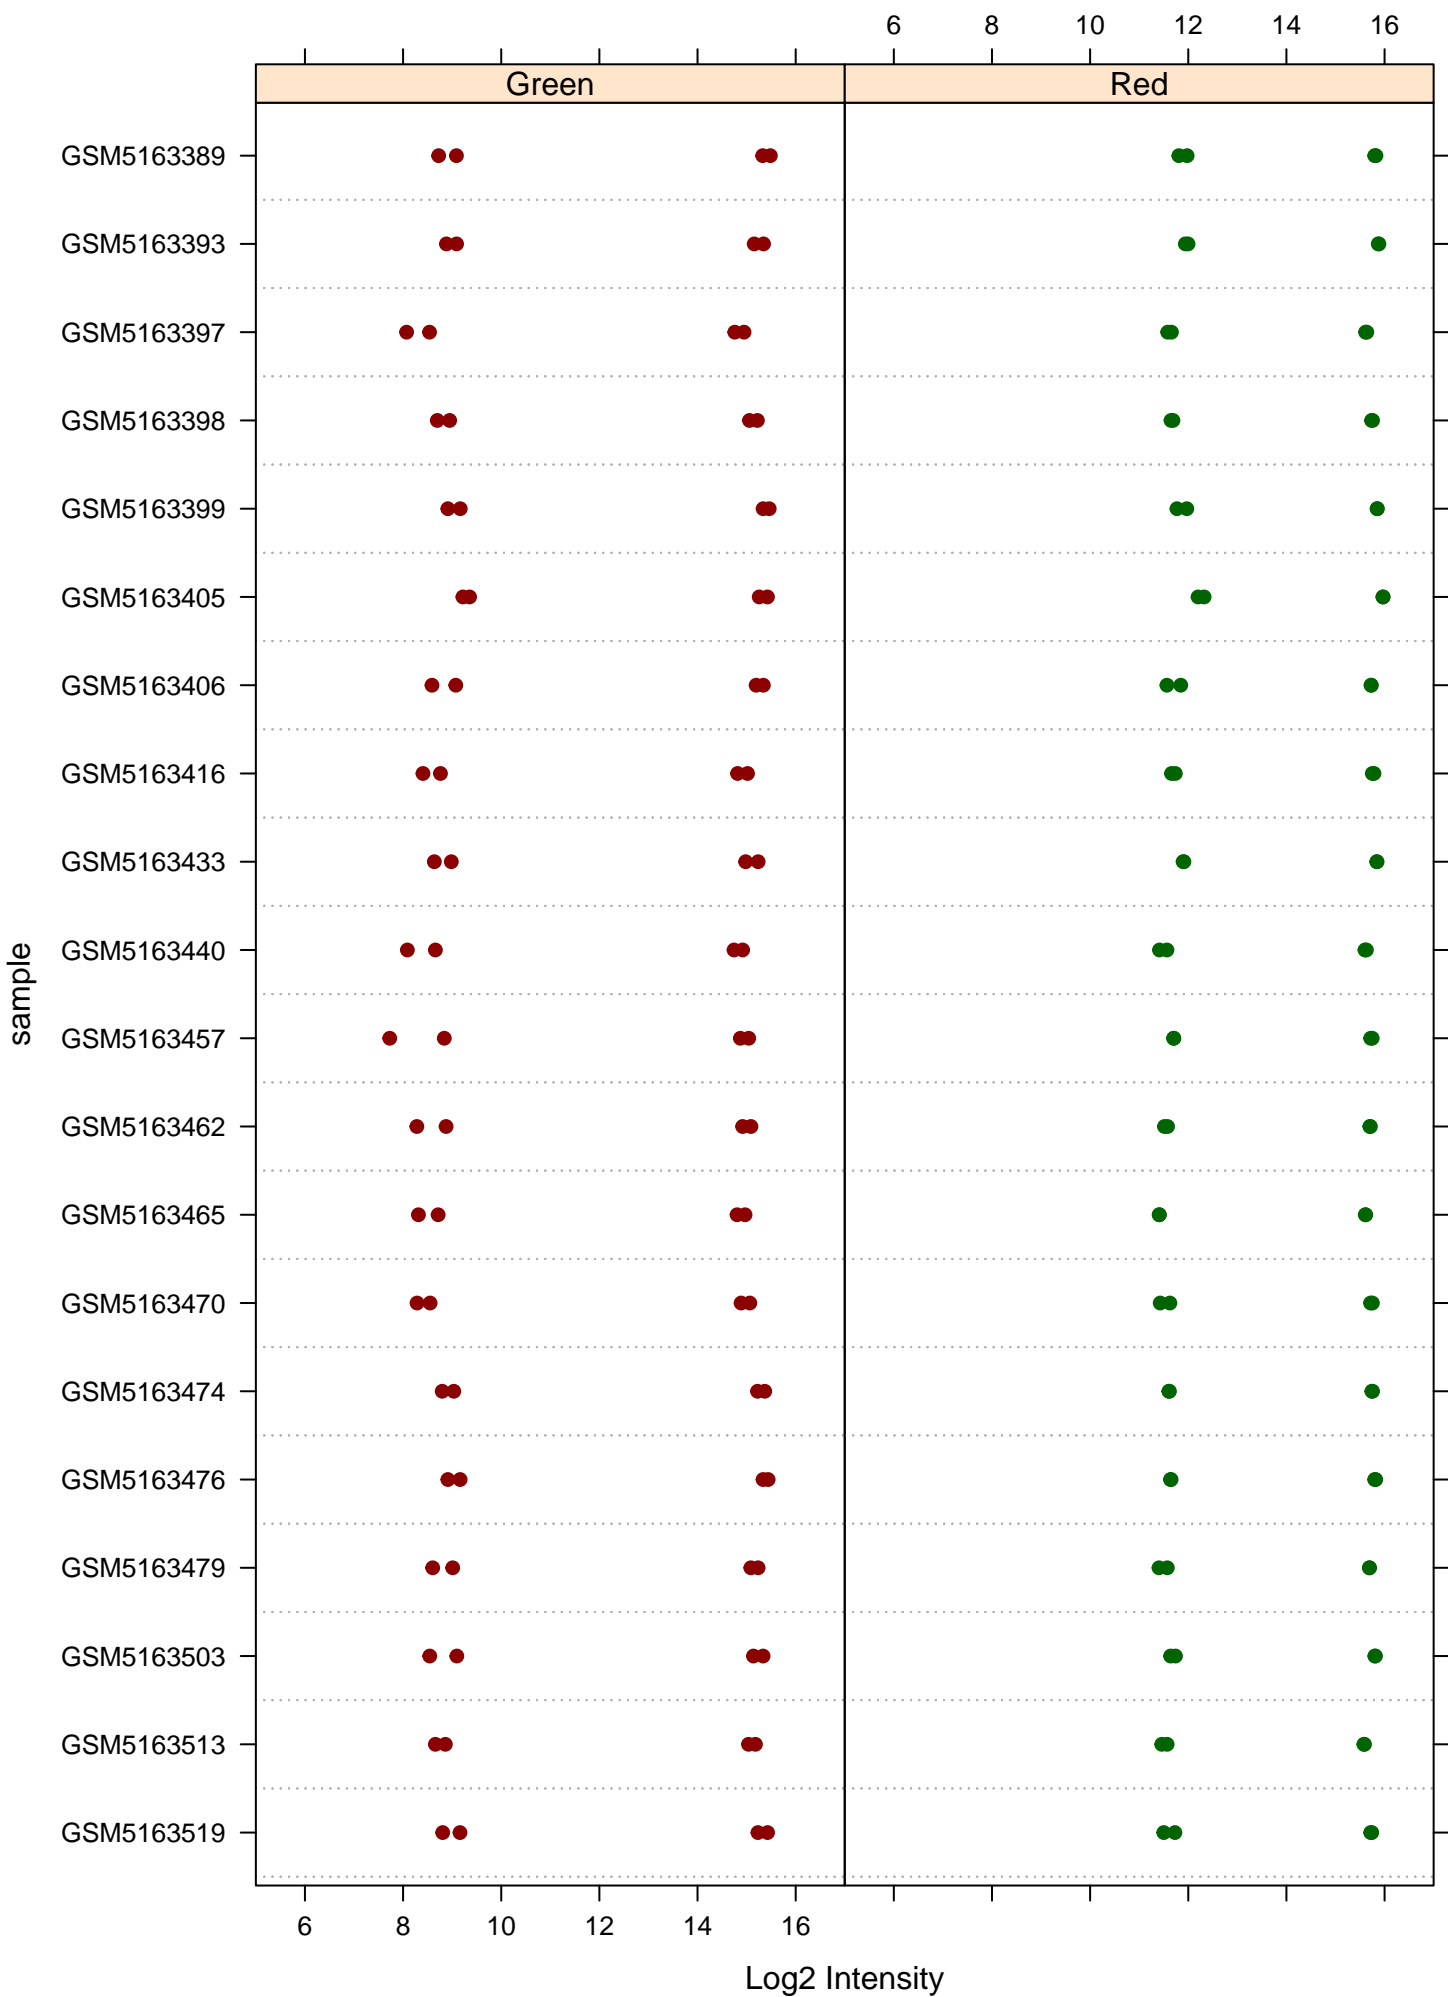 6 8 10 12 14 16
Green Red
GSM5163389
GSM5163393
GSM5163397
GSM5163398
GSM5163399
GSM5163405
GSM5163406
GSM5163416
GSM5163433
GSM5163440
GSM5163457
GSM5163462
GSM5163465
GSM5163470
GSM5163474
GSM5163476
GSM5163479
GSM5163503
GSM5163513
GSM5163519
sample
6 8 10 12 14 16
Log2 Intensity